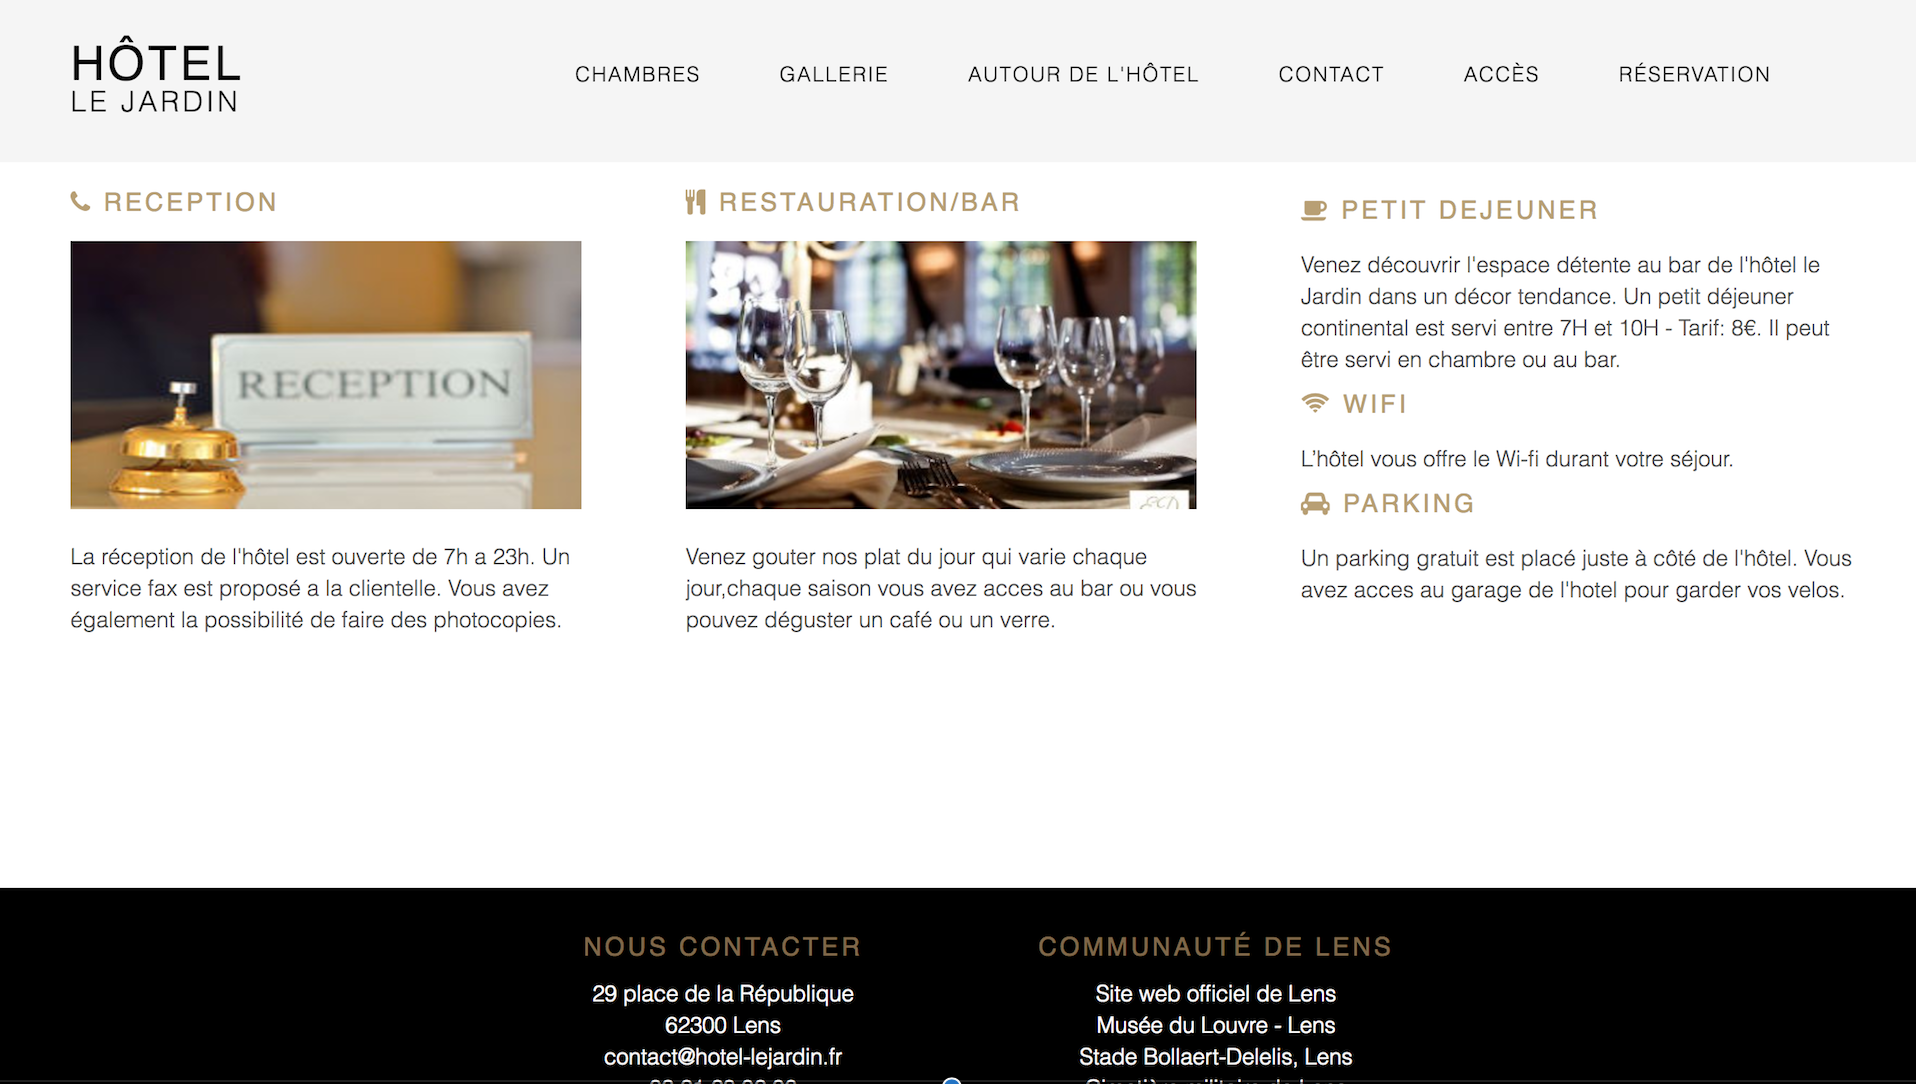 HÔTEL
LE JARDIN
CHAMBRES
GALLERIE
AUTOUR DE L'HÔTEL
CONTACT
ACCÈS
RÉSERVATION
RECEPTION
RECEPTION
La réception de l'hôtel est ouverte de 7h a 23h. Un
service fax est proposé a la clientelle. Vous avez
également la possibilité de faire des photocopies.
RESTAURATION/BAR
Venez gouter nos plat du jour qui varie chaque
jour,chaque saison vous avez acces au bar ou vous
pouvez déguster un café ou un verre.
PETIT DEJEUNER
Venez découvrir l'espace détente au bar de l'hôtel le
Jardin dans un décor tendance. Un petit déjeuner
continental est servi entre 7H et 10H - Tarif: 8€. Il peut
être servi en chambre ou au bar.
WIFI
L’hôtel vous offre le Wi-fi durant votre séjour.
PARKING
Un parking gratuit est placé juste à côté de l'hôtel. Vous
avez acces au garage de l'hotel pour garder vos velos.
NOUS CONTACTER
29 place de la République
62300 Lens
contact@hotel-lejardin.fr
COMMUNAUTÉ DE LENS
Site web officiel de Lens
Musée du Louvre - Lens
Stade Bollaert-Delelis, Lens